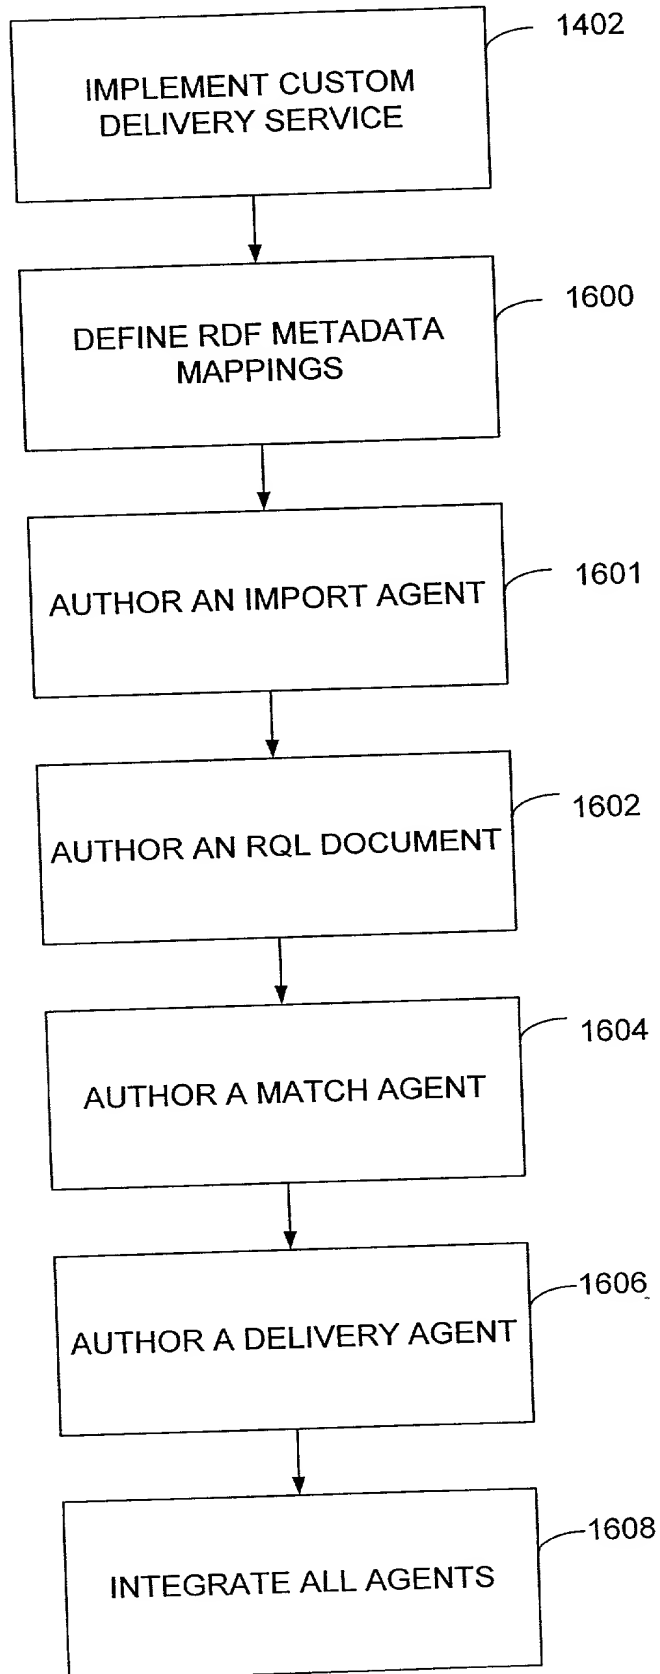 1402
IMPLEMENT CUSTOM
DELIVERY SERVICE
1600
DEFINE RDF METADATA
MAPPINGS
1601
AUTHOR AN IMPORT AGENT
1602
AUTHOR AN RQL DOCUMENT
1604
AUTHOR A MATCH AGENT
1606
AUTHOR A DELIVERY AGENT
1608
INTEGRATE ALL AGENTS